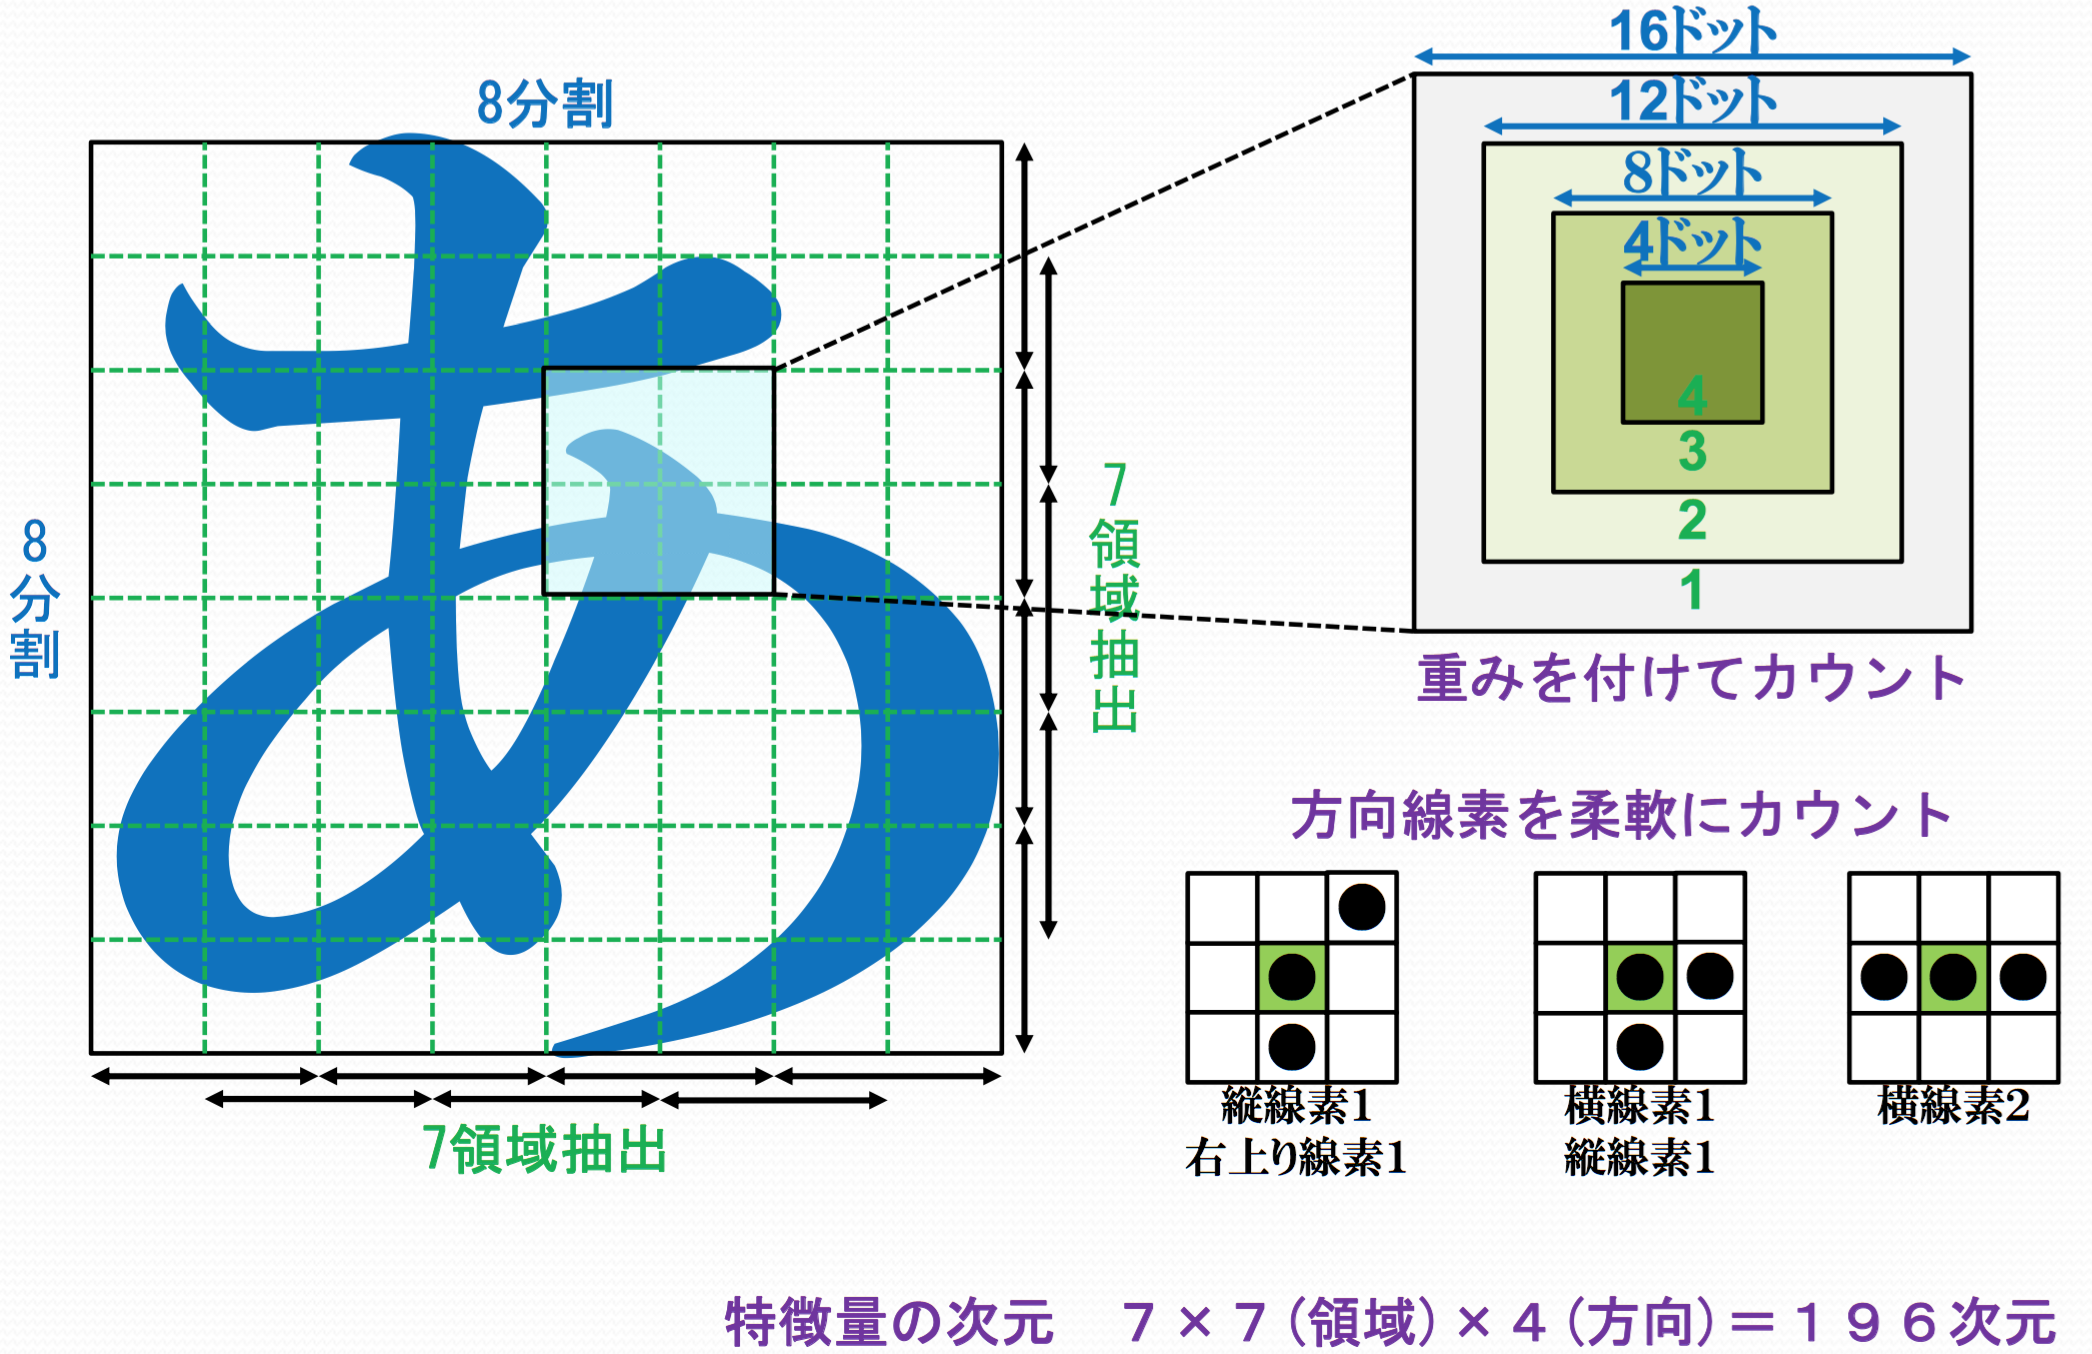 8分割
8分割
7領域抽出
7領域抽出
16ドット
12ドット
8ドット
4ドット
4
3
2
1
重みを付けてカウント
方向線素を柔軟にカウント
縦線素1
右上り線素1
横線素1
縦線素1
横線素2
特徴量の次元　７×７(領域)×４(方向)＝１９６次元
あ